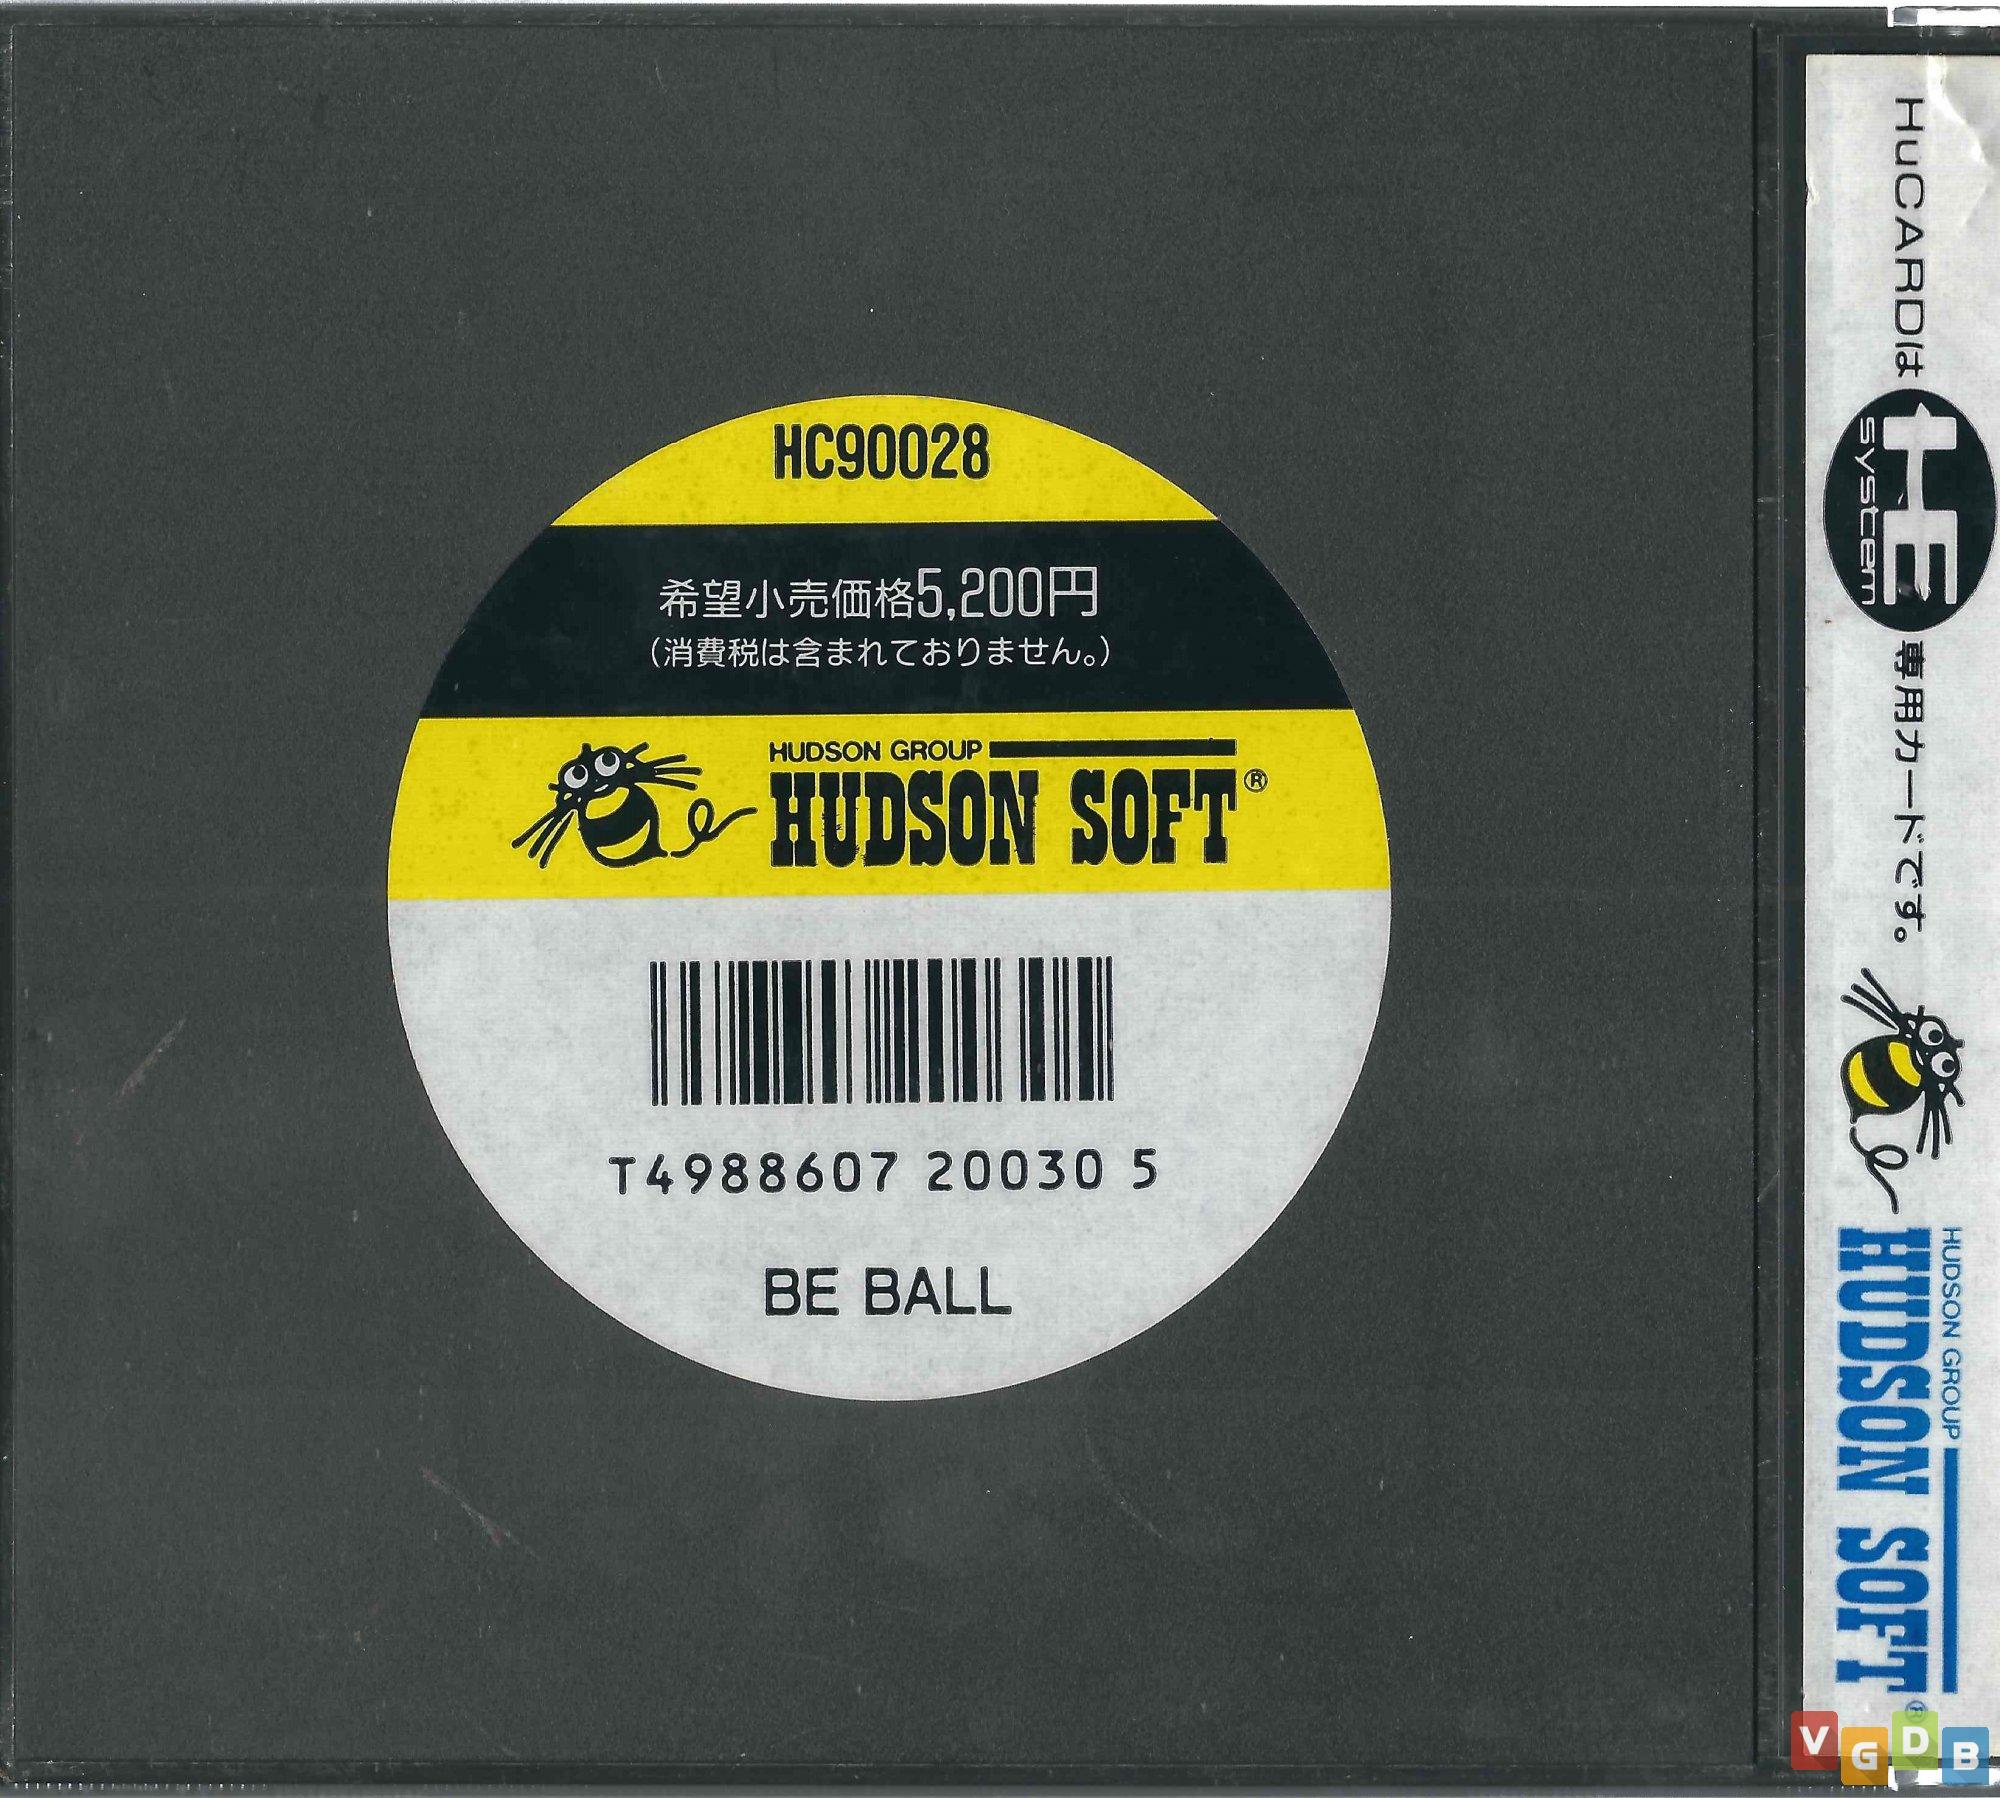 HC90028
希望小売価格5,200円
(消費税は含まれておりません。)
HUDSON GROUP
HUDSON SOFT®
T4988607 20030 5
BE BALL
HuCARDは HE system 専用カードです。
HUDSON GROUP
HUDSON SOFT®
VGDB